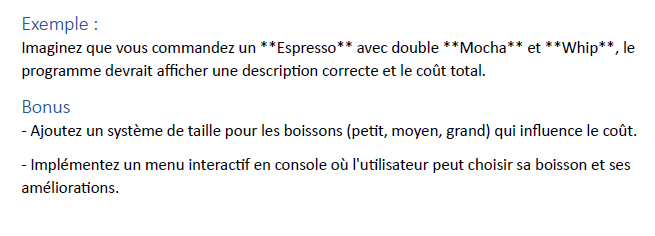 Exemple :
Imaginez que vous commandez un **Espresso** avec double **Mocha** et **Whip**, le
programme devrait afficher une description correcte et le coût total.
Bonus
- Ajoutez un système de taille pour les boissons (petit, moyen, grand) qui influence le coût.
- Implémentez un menu interactif en console où l'utilisateur peut choisir sa boisson et ses
améliorations.